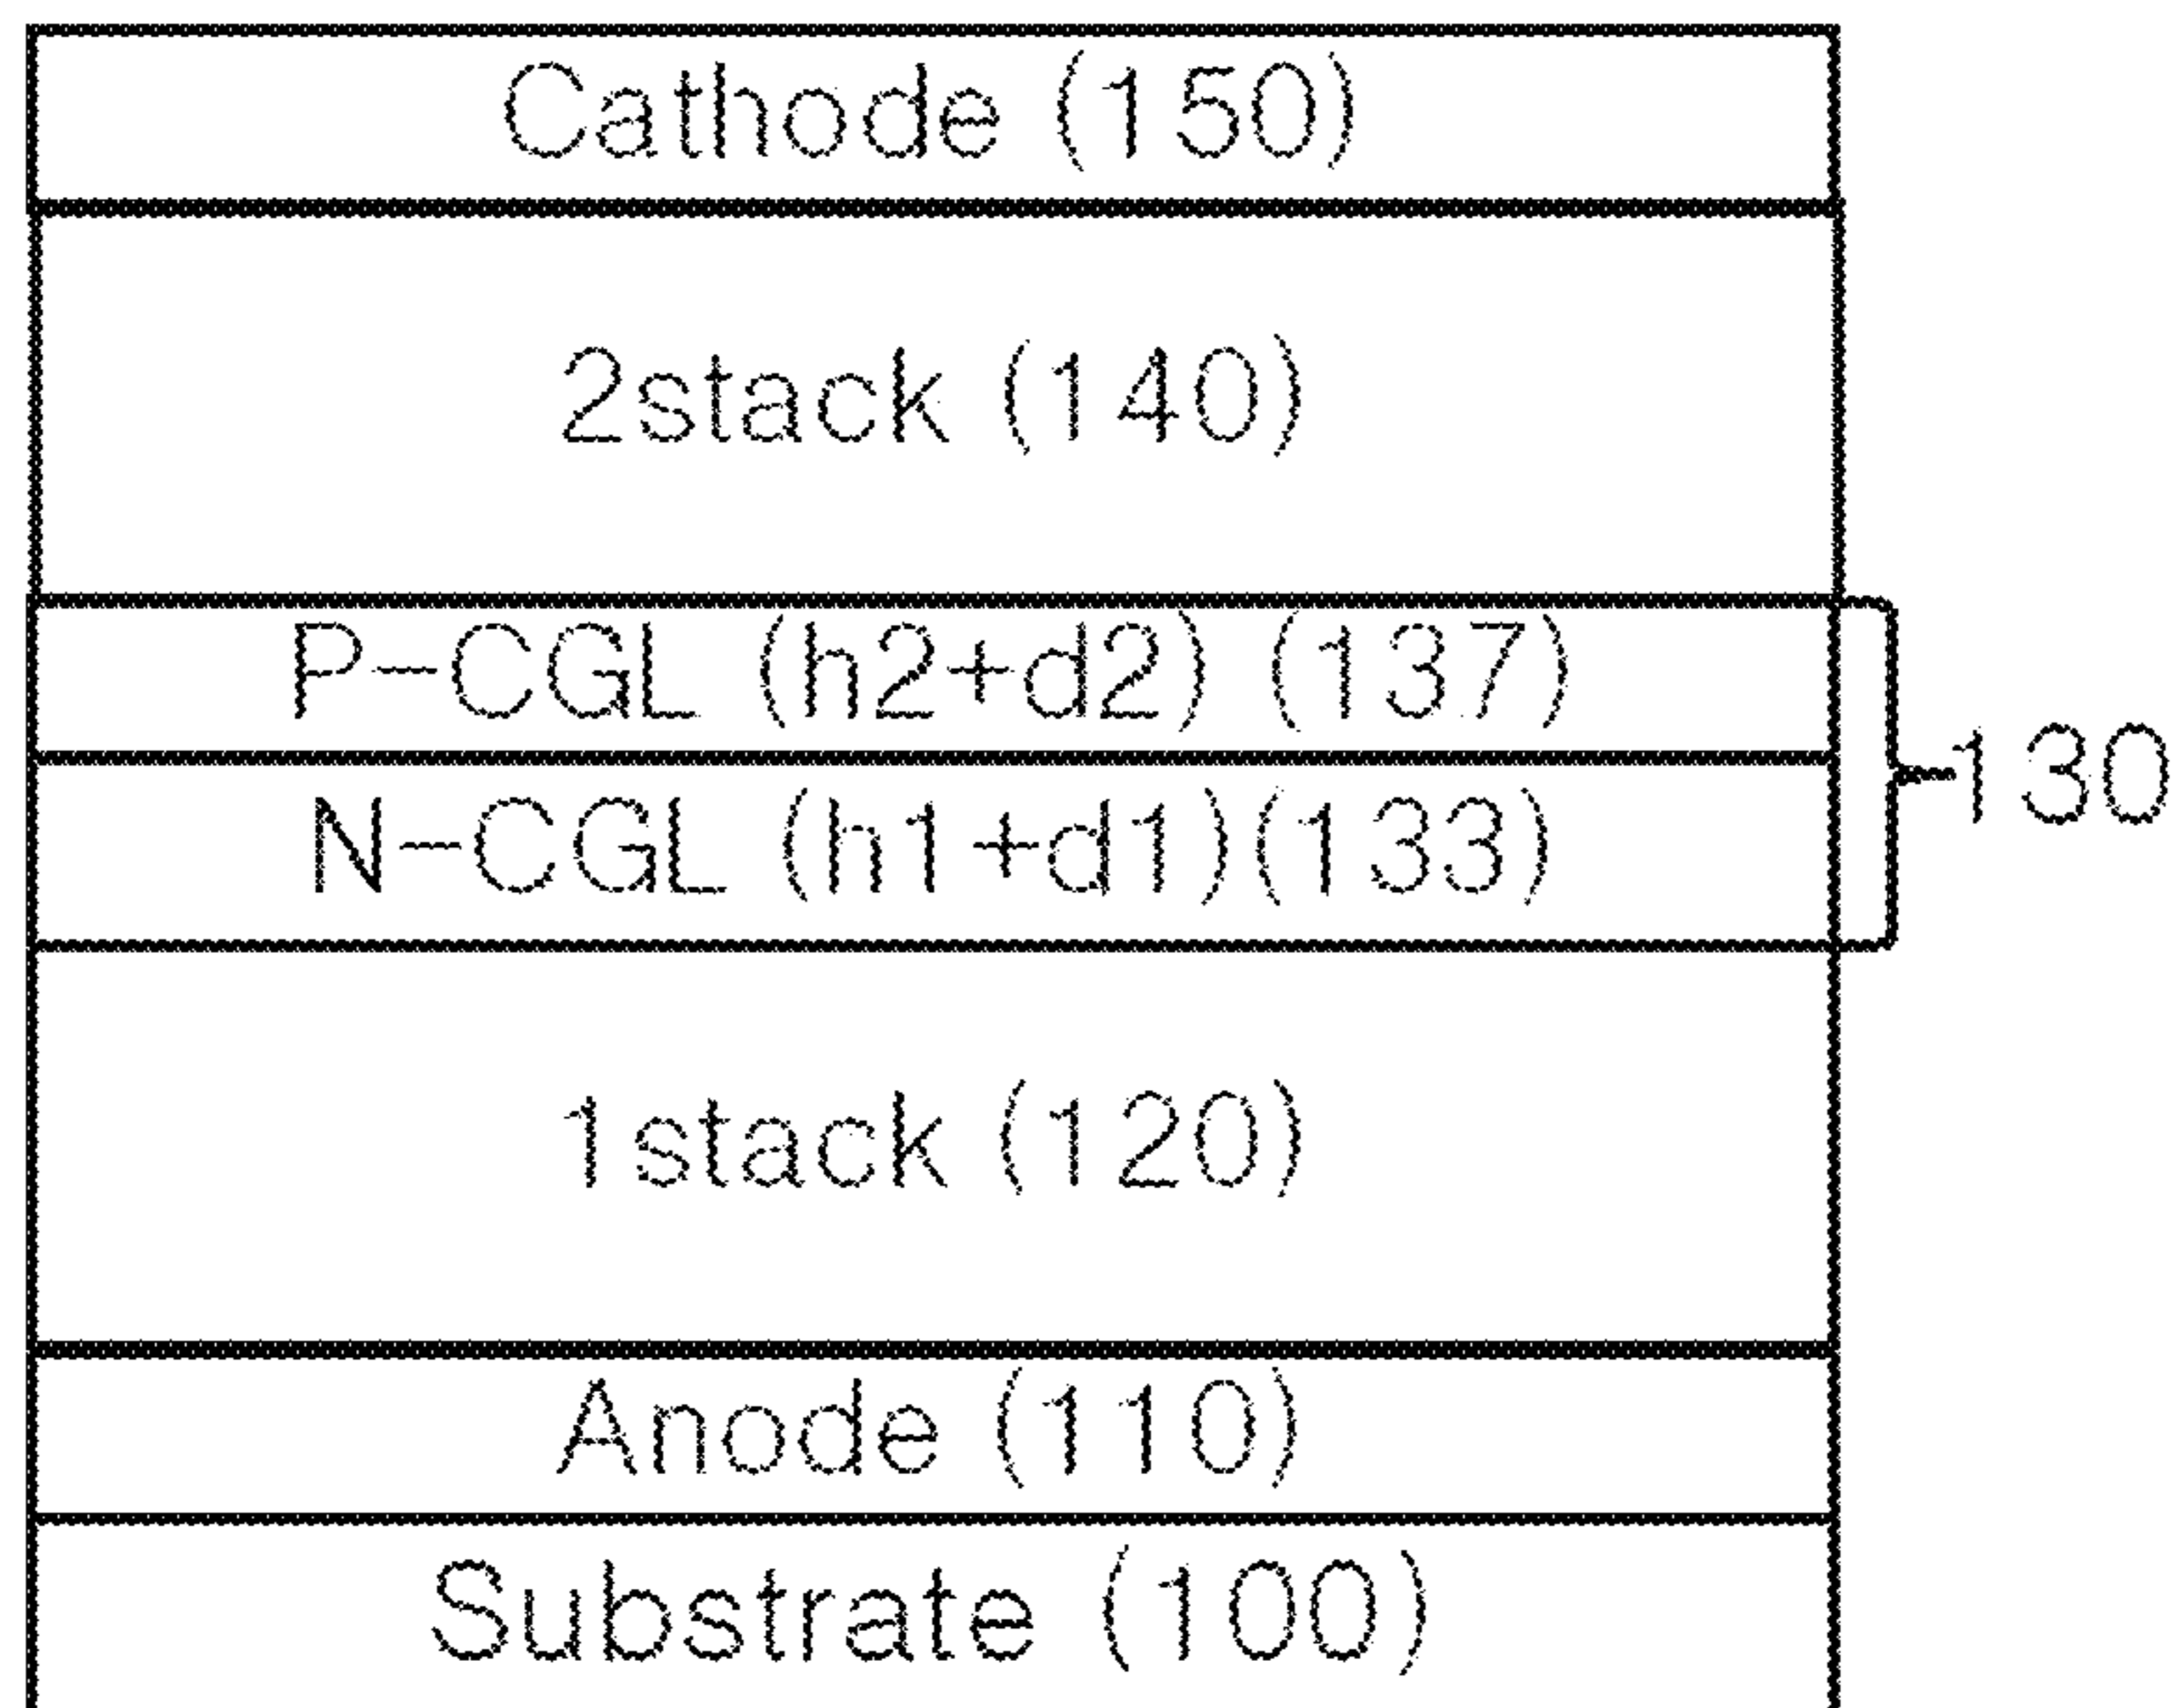 Cathode (150)
2stack (140)
P-CGL (h2+d2) (137)
130
N-CGL (h1+d1)(133)
1stack (120)
Anode (110)
Substrate (100)